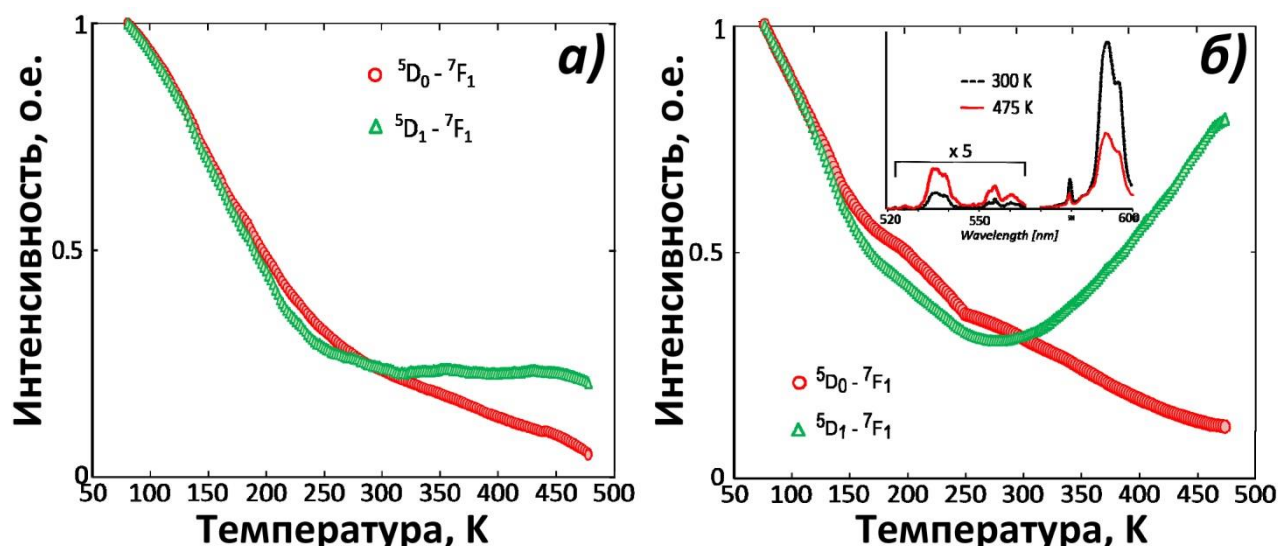 а)
Интенсивность, о.е.
1
0.5
0
⁵D₀ - ⁷F₁
⁵D₁ - ⁷F₁
50 100 150 200 250 300 350 400 450 500
Температура, К
б)
Интенсивность, о.е.
1
0.5
0
300 K
475 K
x 5
520 550 600
Wavelength [nm]
⁵D₀ - ⁷F₁
⁵D₁ - ⁷F₁
50 100 150 200 250 300 350 400 450 500
Температура, К